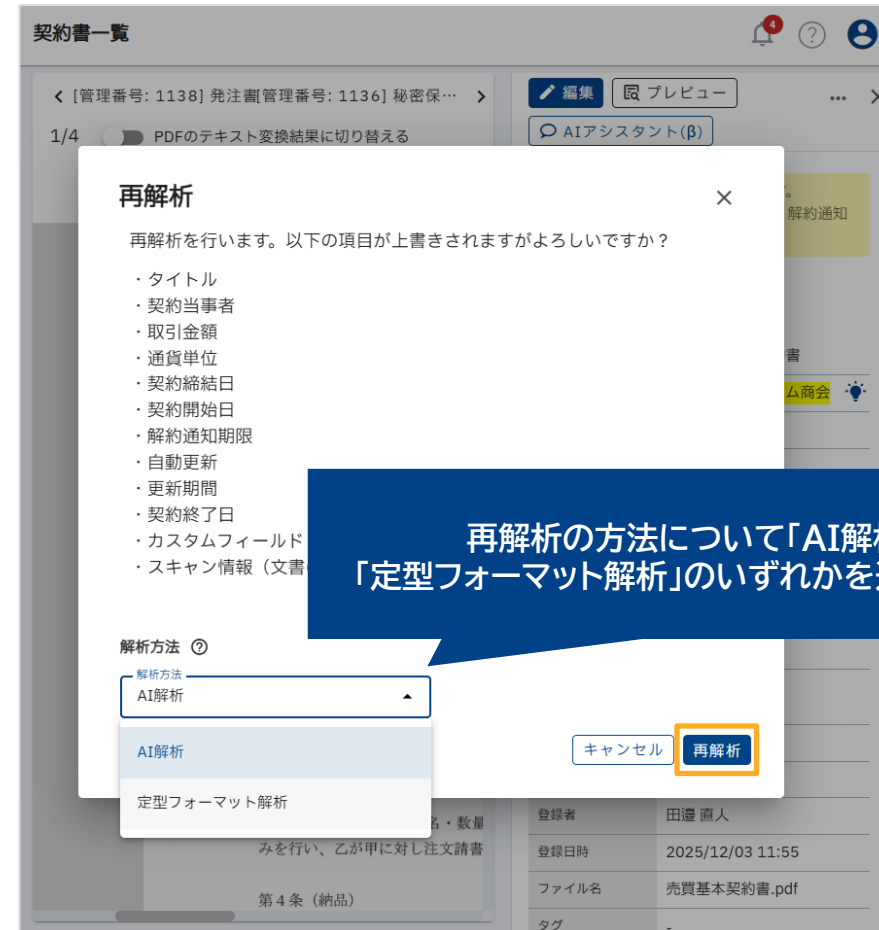 契約書一覧
4
[管理番号: 1138] 発注書[管理番号: 1136] 秘密保…
編集
プレビュー
1/4
PDFのテキスト変換結果に切り替える
AIアシスタント(β)
再解析
解約通知
再解析を行います。以下の項目が上書きされますがよろしいですか？
・タイトル
・契約当事者
・取引金額
・通貨単位
・契約締結日
・契約開始日
・解約通知期限
・自動更新
・更新期間
・契約終了日
・カスタムフィールド
・スキャン情報（文書
書
ム商会
再解析の方法について「AI解
「定型フォーマット解析」のいずれかを
解析方法
解析方法
AI解析
AI解析
定型フォーマット解析
キャンセル
再解析
名・数量
みを行い、乙が甲に対し注文請書
第４条（納品）
登録者
田邉 直人
登録日時
2025/12/03 11:55
ファイル名
売買基本契約書.pdf
タグ
-